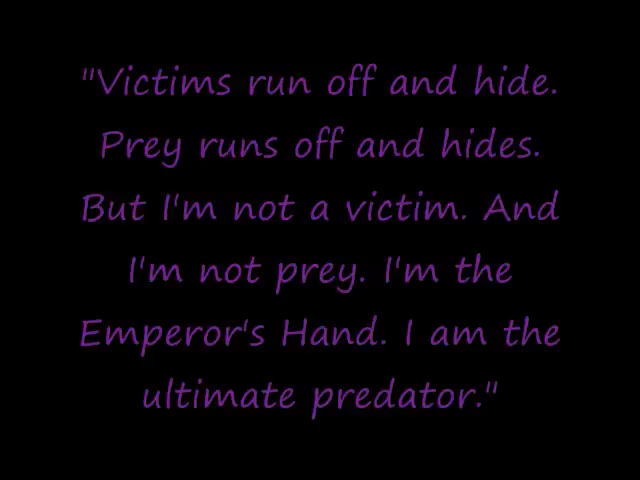 "Victims run off and hide.
Prey runs off and hides.
But I'm not a victim. And
I'm not prey. I'm the
Emperor's Hand. I am the
ultimate predator."